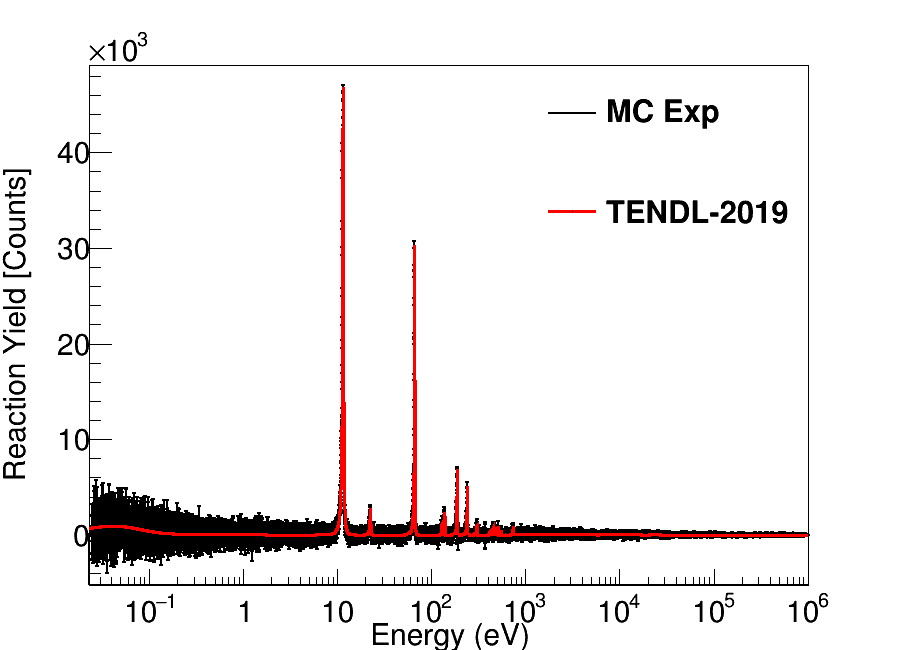 ×10³
MC Exp
TENDL-2019
Reaction Yield [Counts]
40
30
20
10
0
10⁻¹ 1 10 10² 10³ 10⁴ 10⁵ 10⁶
Energy (eV)